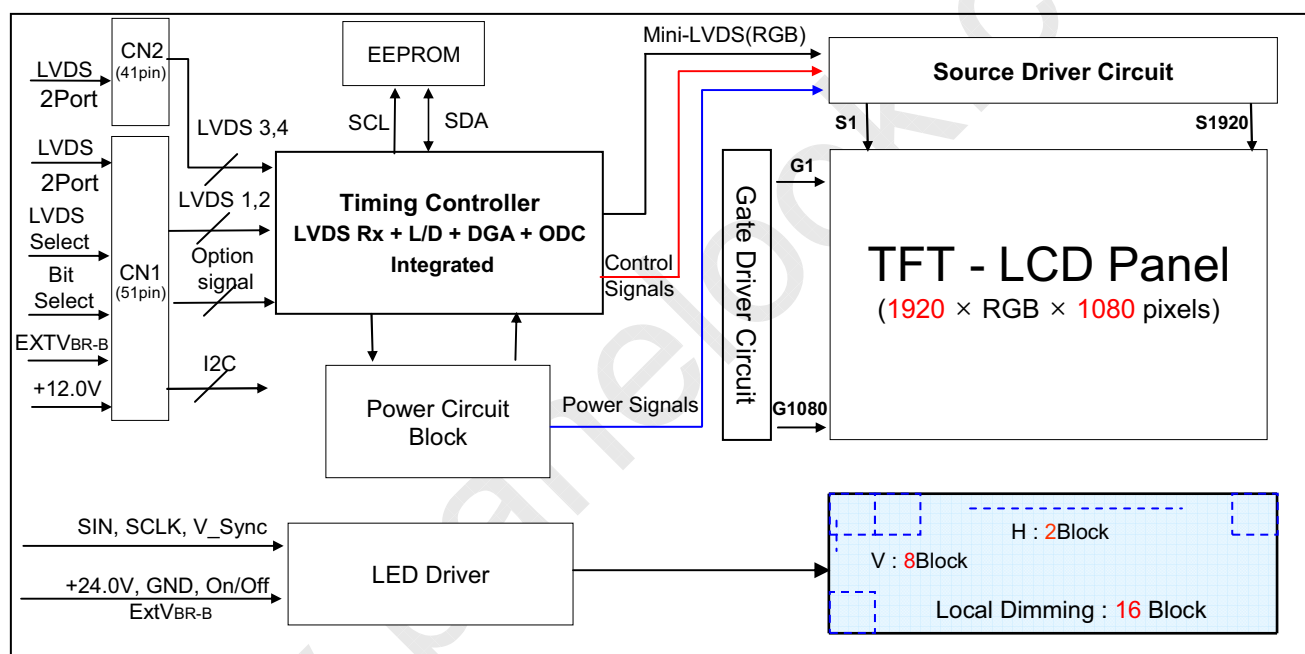 CN2
(41pin)
LVDS
2Port
LVDS
2Port
LVDS
Select
Bit
Select
EXTVBR-B
+12.0V
CN1
(51pin)
LVDS 3,4
LVDS 1,2
Option
signal
I2C
EEPROM
SCL
SDA
Timing Controller
LVDS Rx + L/D + DGA + ODC
Integrated
Mini-LVDS(RGB)
Control
Signals
Power Circuit
Block
Power Signals
Source Driver Circuit
S1
S1920
Gate Driver Circuit
G1
G1080
TFT - LCD Panel
(1920 × RGB × 1080 pixels)
SIN, SCLK, V_Sync
+24.0V, GND, On/Off
ExtVBR-B
LED Driver
H : 2Block
V : 8Block
Local Dimming : 16 Block